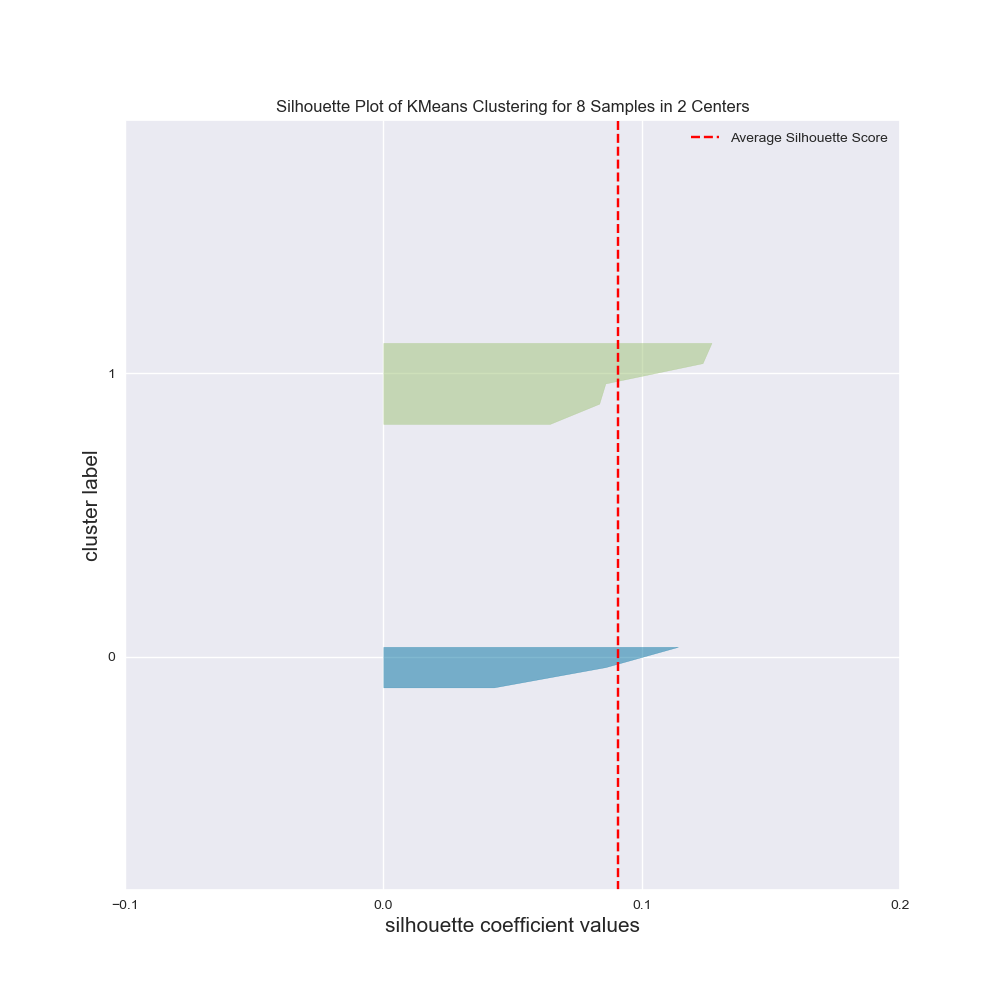 Silhouette Plot of KMeans Clustering for 8 Samples in 2 Centers
Average Silhouette Score
1
0
cluster label
−0.1
0.0
0.1
0.2
silhouette coefficient values